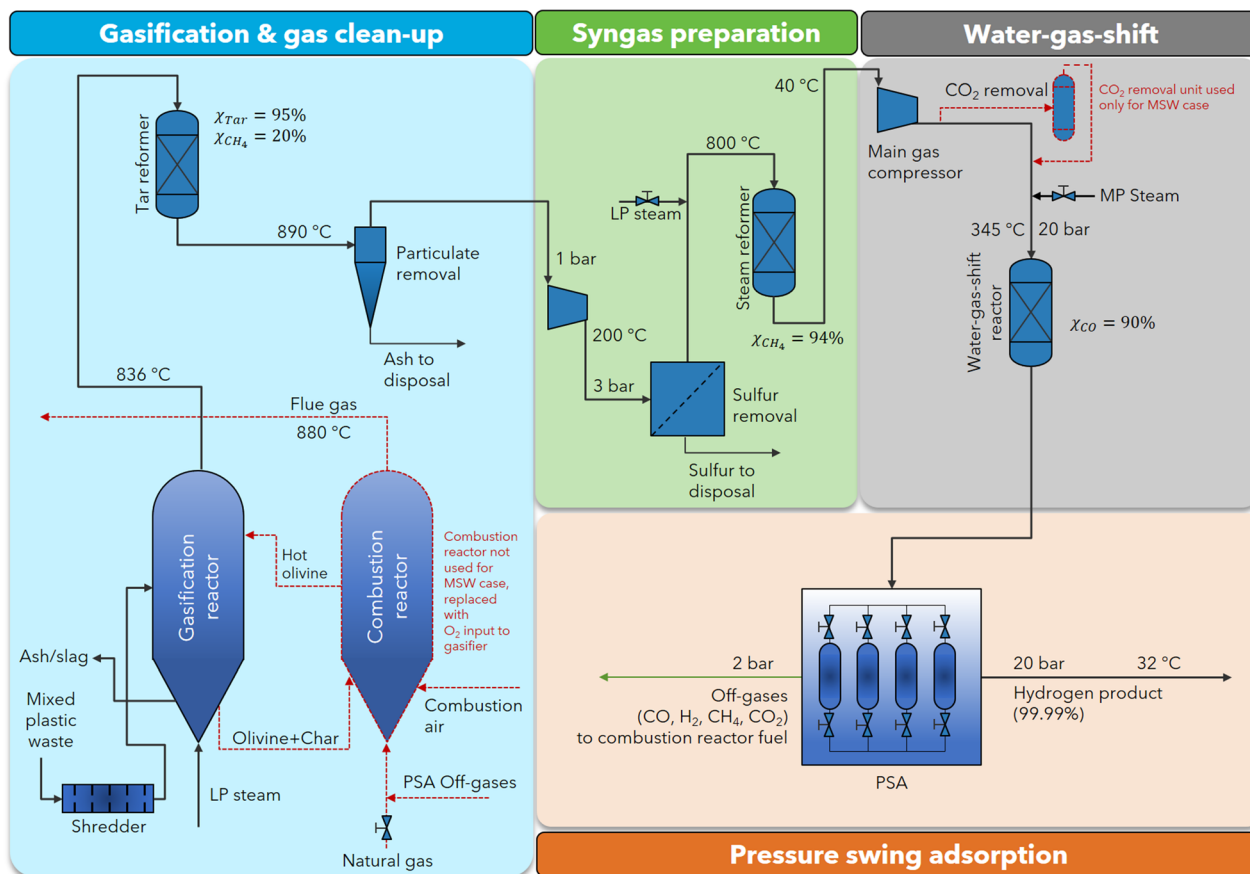 Gasification & gas clean-up
Syngas preparation
Water-gas-shift
Tar reformer
χTar = 95%
χCH4 = 20%
890 °C
Particulate
removal
Ash to
disposal
836 °C
Flue gas
880 °C
Gasification
reactor
Hot
olivine
Combustion
reactor
Combustion
reactor not
used for
MSW case,
replaced
with
O2 input to
gasifier
Ash/slag
Mixed
plastic
waste
Shredder
LP steam
Olivine+Char
Combustion
air
PSA Off-gases
Natural gas
1 bar
200 °C
3 bar
LP steam
800 °C
Steam reformer
40 °C
χCH4 = 94%
Sulfur
removal
Sulfur to
disposal
CO2 removal
CO2 removal unit used
only for MSW case
Main gas
compressor
MP Steam
345 °C
20 bar
Water-gas-shift
reactor
χCO = 90%
2 bar
Off-gases
(CO, H2, CH4, CO2)
to combustion reactor fuel
PSA
20 bar
32 °C
Hydrogen product
(99.99%)
Pressure swing adsorption